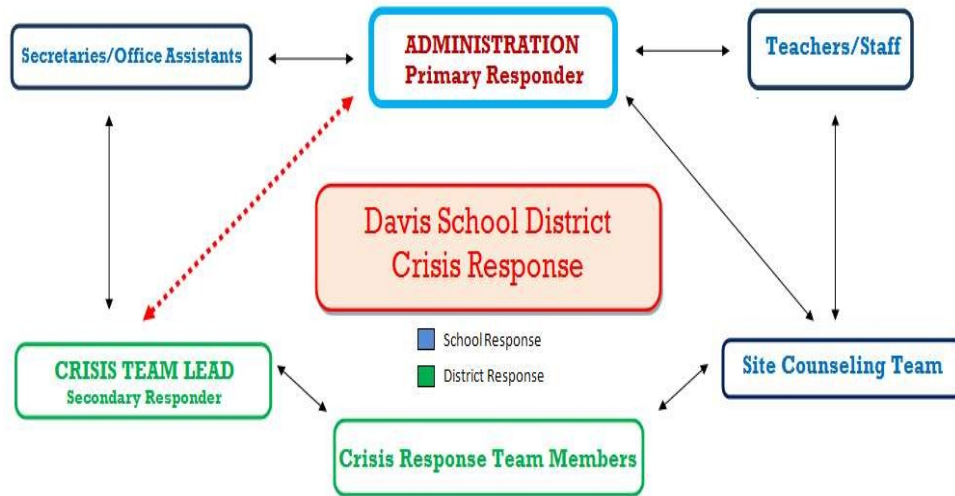 Secretaries/Office Assistants
ADMINISTRATION
Primary Responder
Teachers/Staff
Davis School District
Crisis Response
School Response
District Response
CRISIS TEAM LEAD
Secondary Responder
Site Counseling Team
Crisis Response Team Members